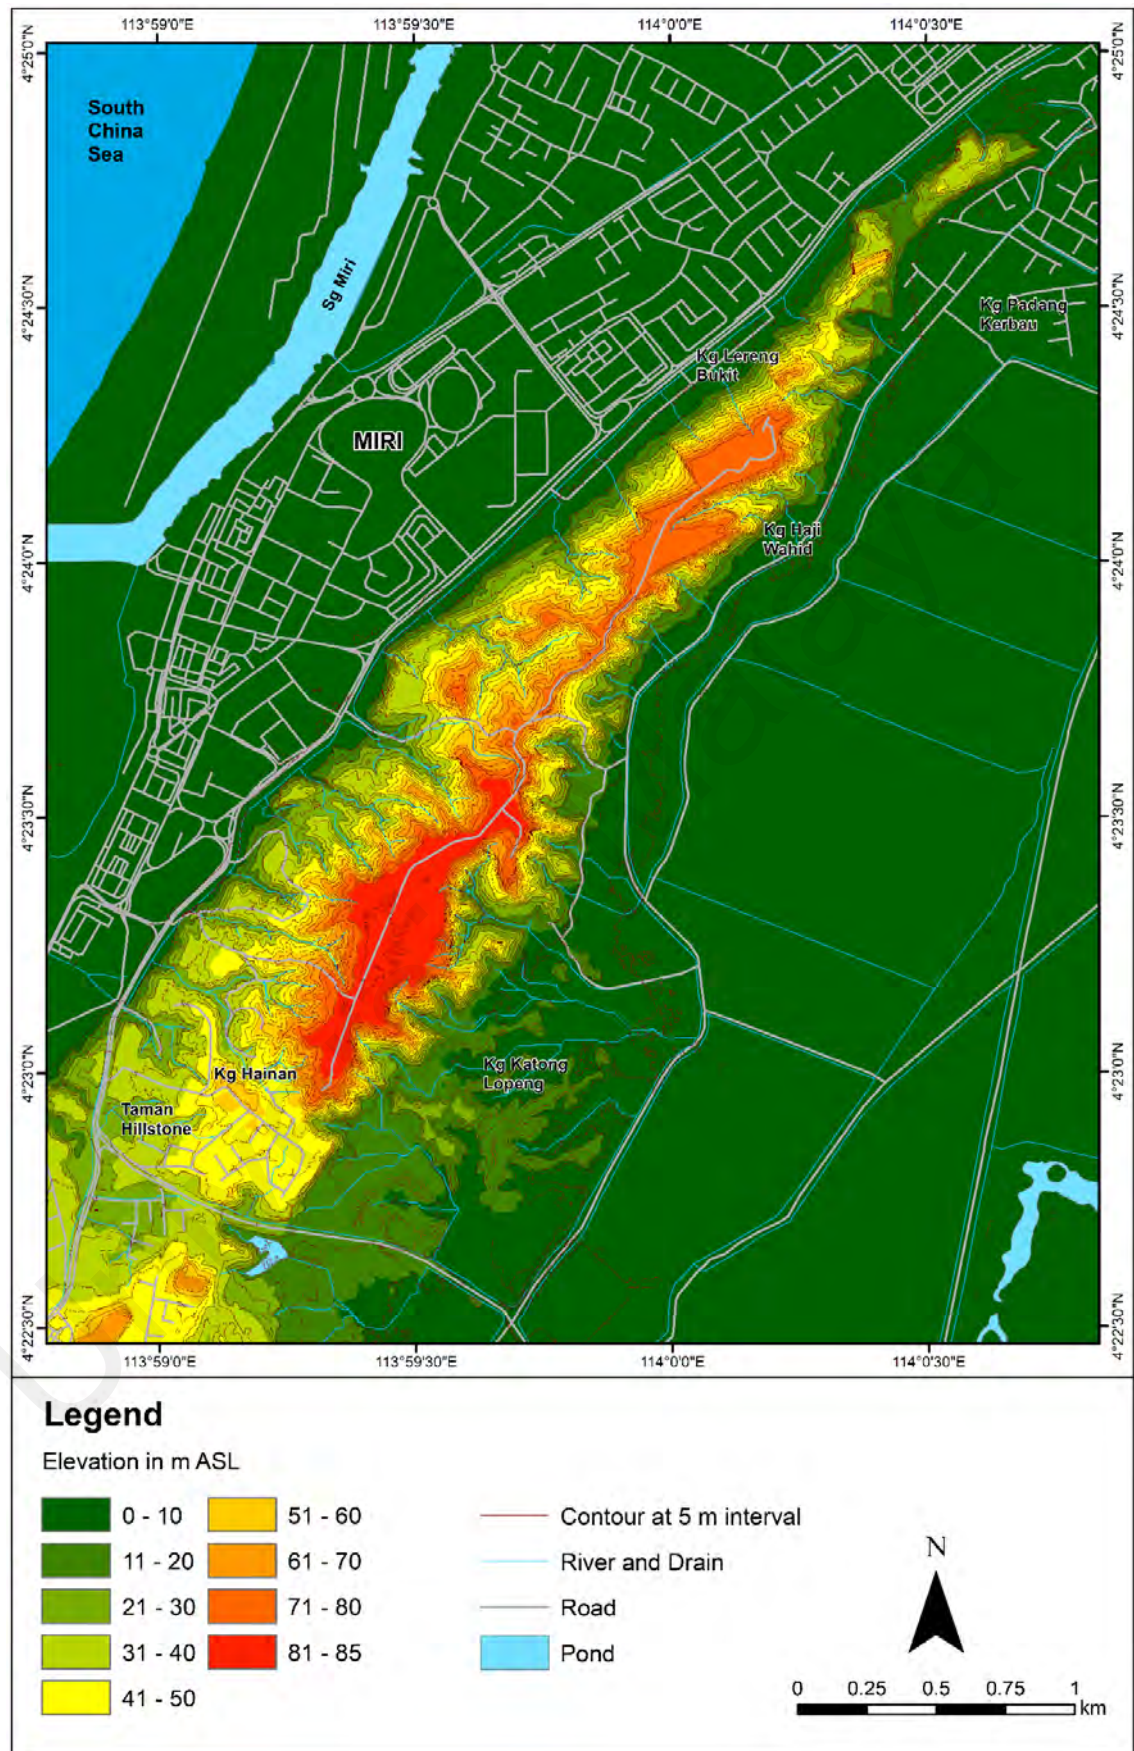 113°59'0"E
113°59'30"E
114°0'0"E
114°0'30"E
4°25'0"N
4°25'0"N
South
China
Sea
Sg Miri
4°24'30"N
4°24'30"N
Kg Padang
Kerbau
Kg Lereng
Bukit
MIRI
Kg Haji
Wahid
4°24'0"N
4°24'0"N
4°23'30"N
4°23'30"N
Kg Katong
Lopeng
Kg Hainan
4°23'0"N
4°23'0"N
Taman
Hillstone
4°22'30"N
4°22'30"N
113°59'0"E
113°59'30"E
114°0'0"E
114°0'30"E
Legend
Elevation in m ASL
0 - 10
11 - 20
21 - 30
31 - 40
41 - 50
51 - 60
61 - 70
71 - 80
81 - 85
Contour at 5 m interval
River and Drain
Road
Pond
N
0 0.25 0.5 0.75 1
km